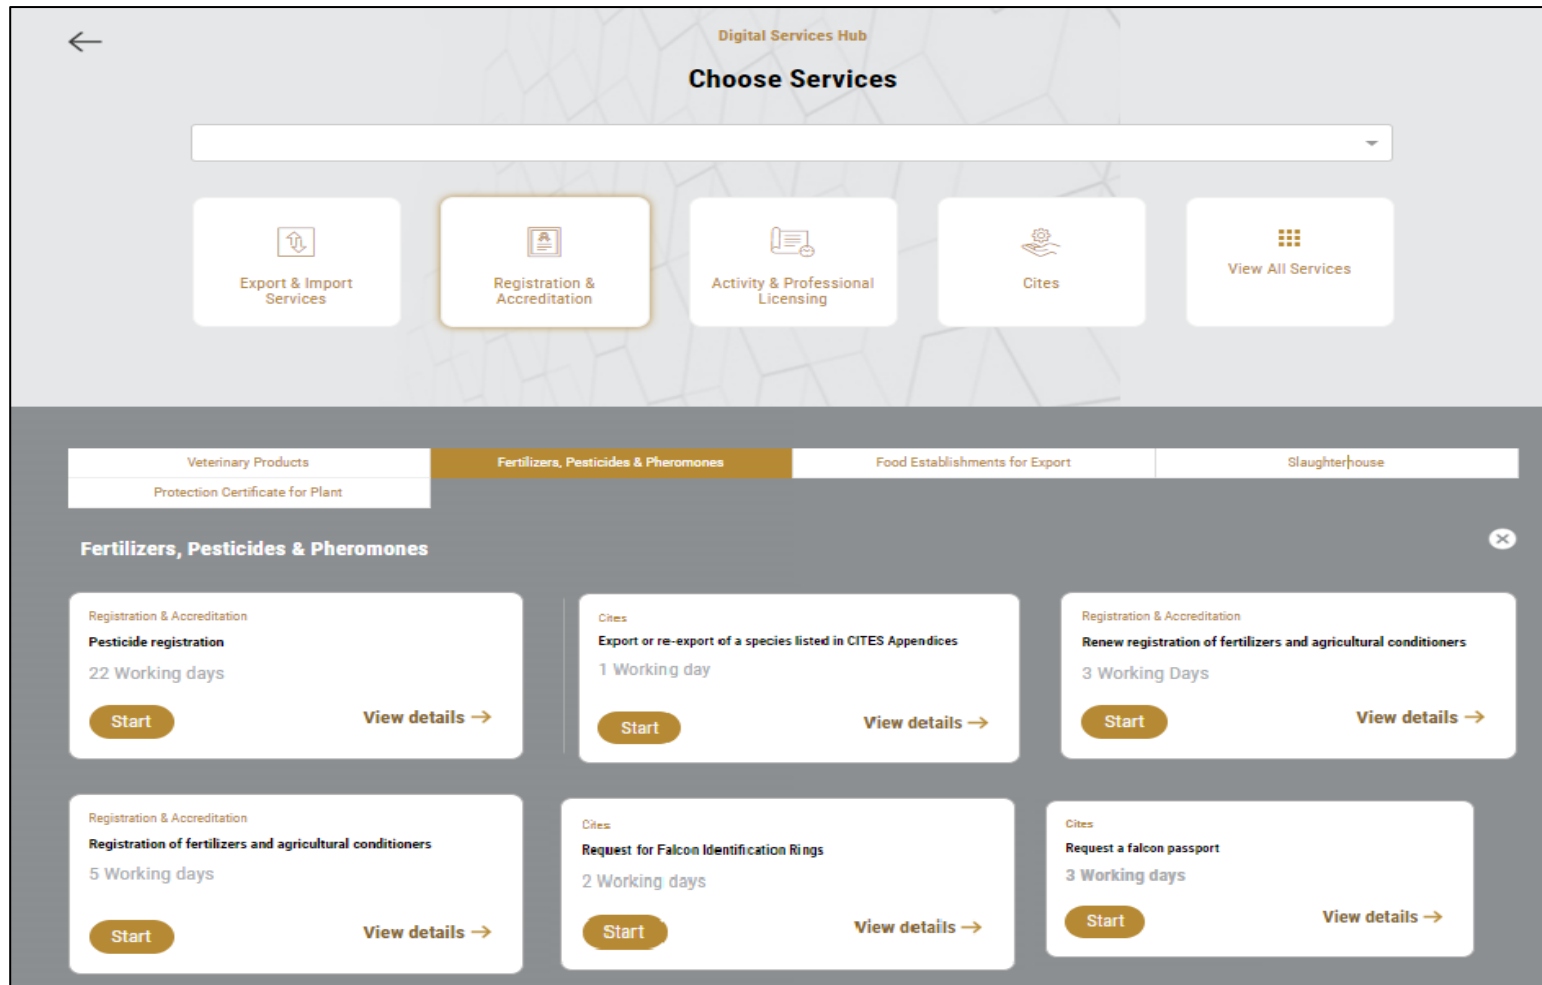 Digital Services Hub
Choose Services
Export & Import
Services
Registration &
Accreditation
Activity & Professional
Licensing
Cites
View All Services
Veterinary Products
Fertilizers, Pesticides & Pheromones
Food Establishments for Export
Slaughterhouse
Protection Certificate for Plant
Fertilizers, Pesticides & Pheromones
Registration & Accreditation
Pesticide registration
22 Working days
Start
View details →
Cites
Export or re-export of a species listed in CITES Appendices
1 Working day
Start
View details →
Registration & Accreditation
Renew registration of fertilizers and agricultural conditioners
3 Working Days
Start
View details →
Registration & Accreditation
Registration of fertilizers and agricultural conditioners
5 Working days
Start
View details →
Cites
Request for Falcon Identification Rings
2 Working days
Start
View details →
Cites
Request a falcon passport
3 Working days
Start
View details →